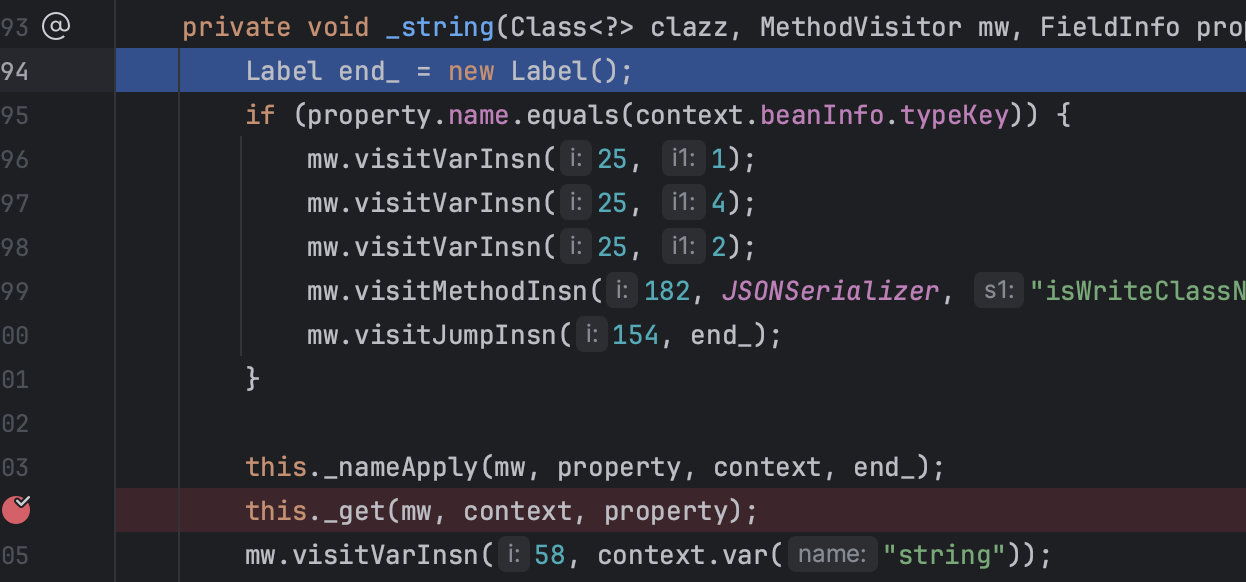 93 @ private void _string(Class<?> clazz, MethodVisitor mw, FieldInfo prop
94 Label end_ = new Label();
95 if (property.name.equals(context.beanInfo.typeKey)) {
96 mw.visitVarInsn( i: 25, i1: 1);
97 mw.visitVarInsn( i: 25, i1: 4);
98 mw.visitVarInsn( i: 25, i1: 2);
99 mw.visitMethodInsn( i: 182, JSONSerializer, s1: "isWriteClassN
00 mw.visitJumpInsn( i: 154, end_);
01 }
02
03 this._nameApply(mw, property, context, end_);
this._get(mw, context, property);
05 mw.visitVarInsn( i: 58, context.var( name: "string"));